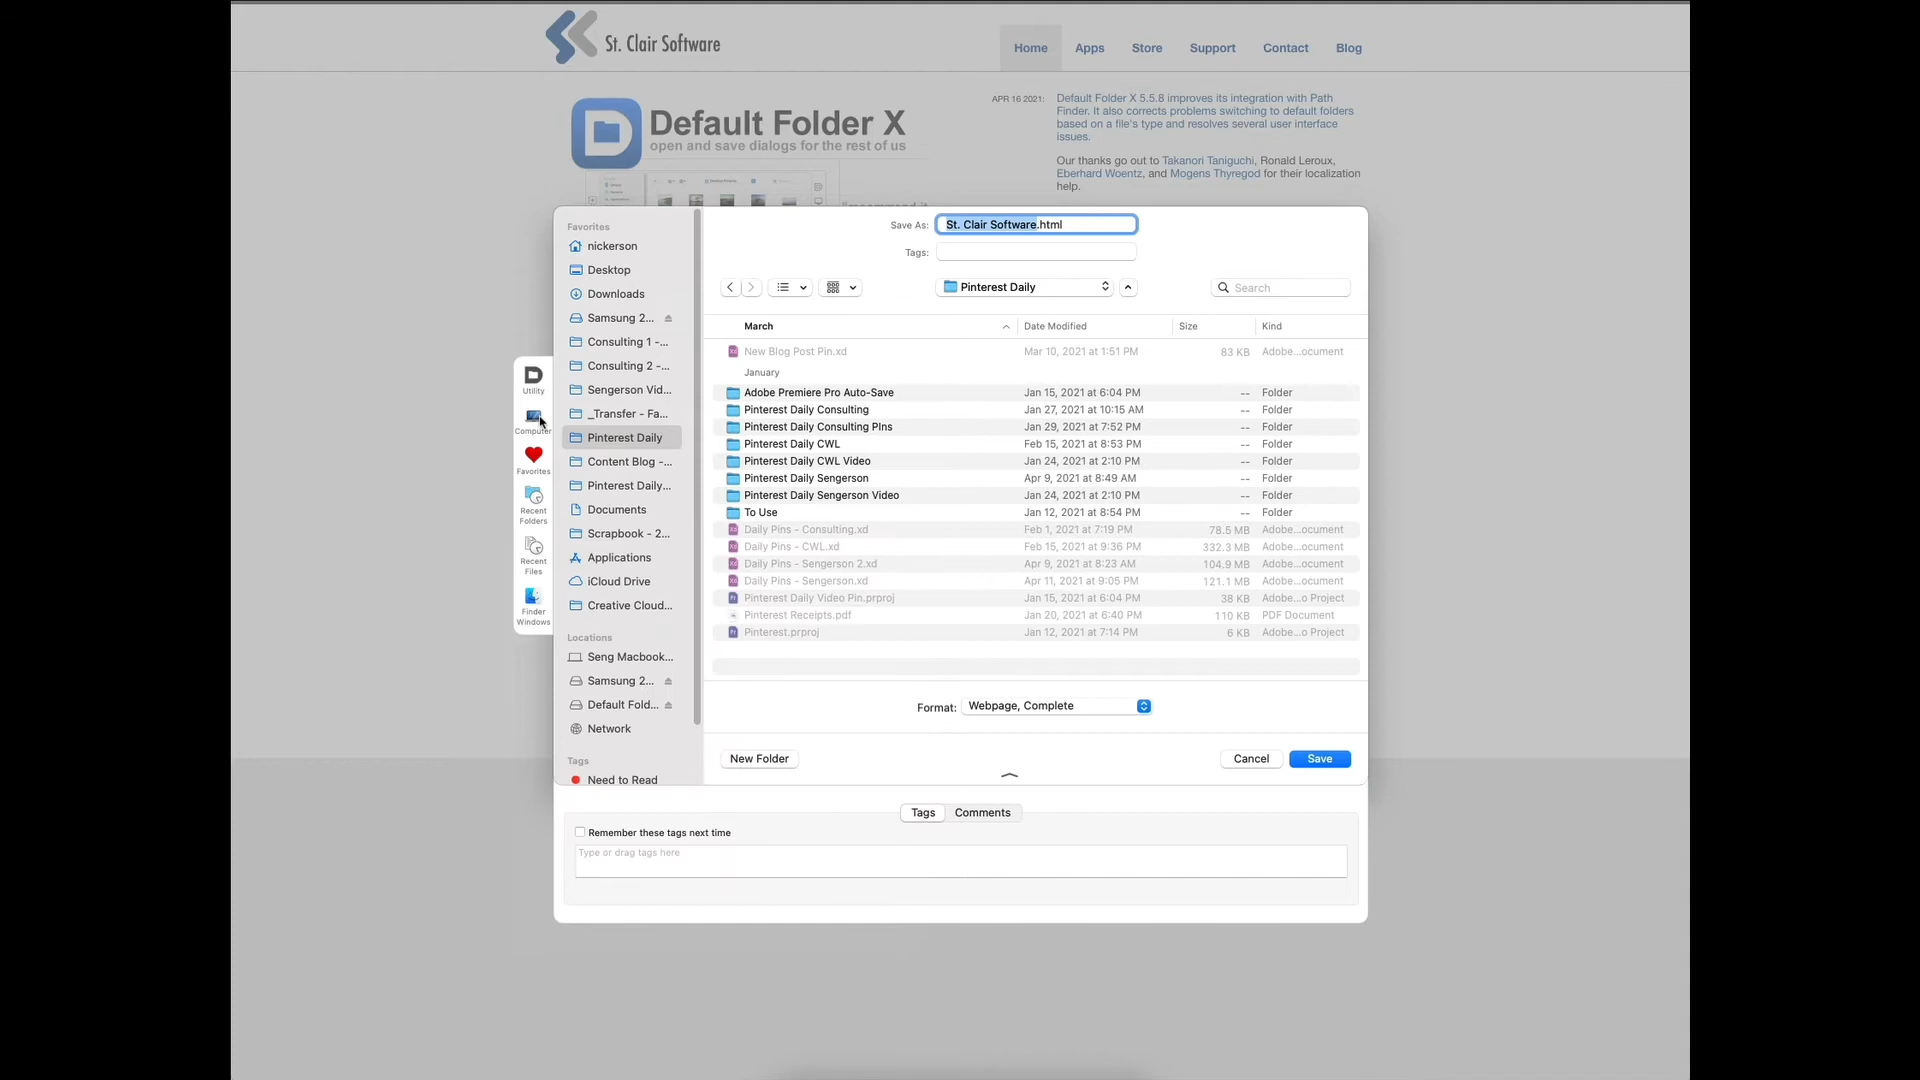 St. Clair Software
Home
Apps
Store
Support
Contact
Blog
Default Folder X
open and save dialogs for the rest of us
APR 16 2021:
Default Folder X 5.5.8 improves its integration with Path
Finder. It also corrects problems switching to default folders
based on a file's type and resolves several user interface
issues.
Our thanks go out to Takanori Taniguchi, Ronald Leroux,
Eberhard Woentz, and Mogens Thyregod for their localization
help.
Utility
Computer
Favorites
Recent
Folders
Recent
Files
Finder
Windows
Favorites
nickerson
Desktop
Downloads
Samsung 2...
Consulting 1 -...
Consulting 2 -...
Sengerson Vid...
_Transfer - Fa...
Pinterest Daily
Content Blog -...
Pinterest Daily...
Documents
Scrapbook - 2...
Applications
iCloud Drive
Creative Cloud...
Locations
Seng Macbook...
Samsung 2...
Default Fold...
Network
Tags
Need to Read
Save As: St. Clair Software.html
Tags:
Pinterest Daily
Search
March Date Modified Size Kind
New Blog Post Pin.xd Mar 10, 2021 at 1:51 PM 83 KB Adobe...ocument
January
Adobe Premiere Pro Auto-Save Jan 15, 2021 at 6:04 PM -- Folder
Pinterest Daily Consulting Jan 27, 2021 at 10:15 AM -- Folder
Pinterest Daily Consulting PIns Jan 29, 2021 at 7:52 PM -- Folder
Pinterest Daily CWL Feb 15, 2021 at 8:53 PM -- Folder
Pinterest Daily CWL Video Jan 24, 2021 at 2:10 PM -- Folder
Pinterest Daily Sengerson Apr 9, 2021 at 8:49 AM -- Folder
Pinterest Daily Sengerson Video Jan 24, 2021 at 2:10 PM -- Folder
To Use Jan 12, 2021 at 8:54 PM -- Folder
Daily Pins - Consulting.xd Feb 1, 2021 at 7:19 PM 78.5 MB Adobe...ocument
Daily Pins - CWL.xd Feb 15, 2021 at 9:36 PM 332.3 MB Adobe...ocument
Daily Pins - Sengerson 2.xd Apr 9, 2021 at 8:23 AM 104.9 MB Adobe...ocument
Daily Pins - Sengerson.xd Apr 11, 2021 at 9:05 PM 121.1 MB Adobe...ocument
Pinterest Daily Video Pin.prproj Jan 15, 2021 at 6:04 PM 38 KB Adobe...o Project
Pinterest Receipts.pdf Jan 20, 2021 at 6:40 PM 110 KB PDF Document
Pinterest.prproj Jan 12, 2021 at 7:14 PM 6 KB Adobe...o Project
Format: Webpage, Complete
New Folder
Cancel
Save
Tags
Comments
Remember these tags next time
Type or drag tags here